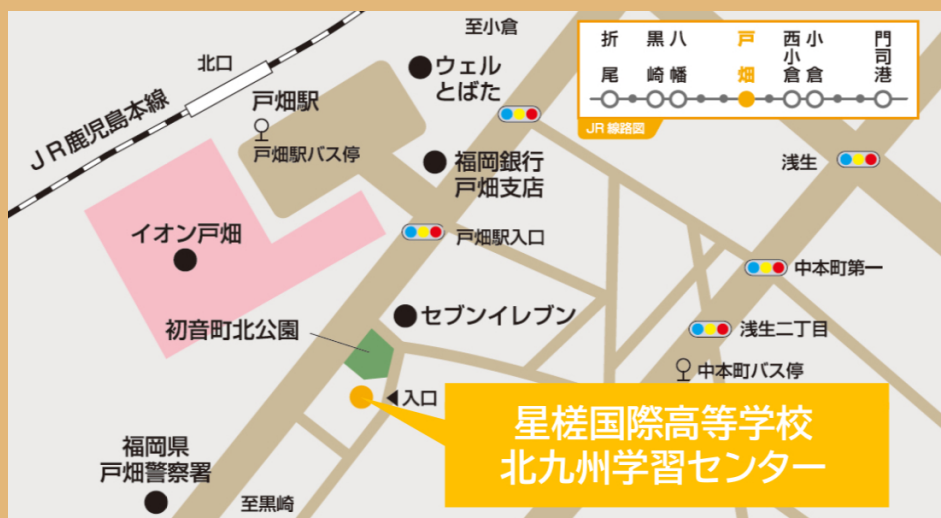 至小倉
北口
JR鹿児島本線
戸畑駅
戸畑駅バス停
ウェル
とばた
折尾
黒崎
八幡
戸畑
西小倉
小倉
門司港
JR線路図
福岡銀行
戸畑支店
浅生
イオン戸畑
戸畑駅入口
中本町第一
初音町北公園
セブンイレブン
浅生二丁目
中本町バス停
入口
星槎国際高等学校
北九州学習センター
福岡県
戸畑警察署
至黒崎